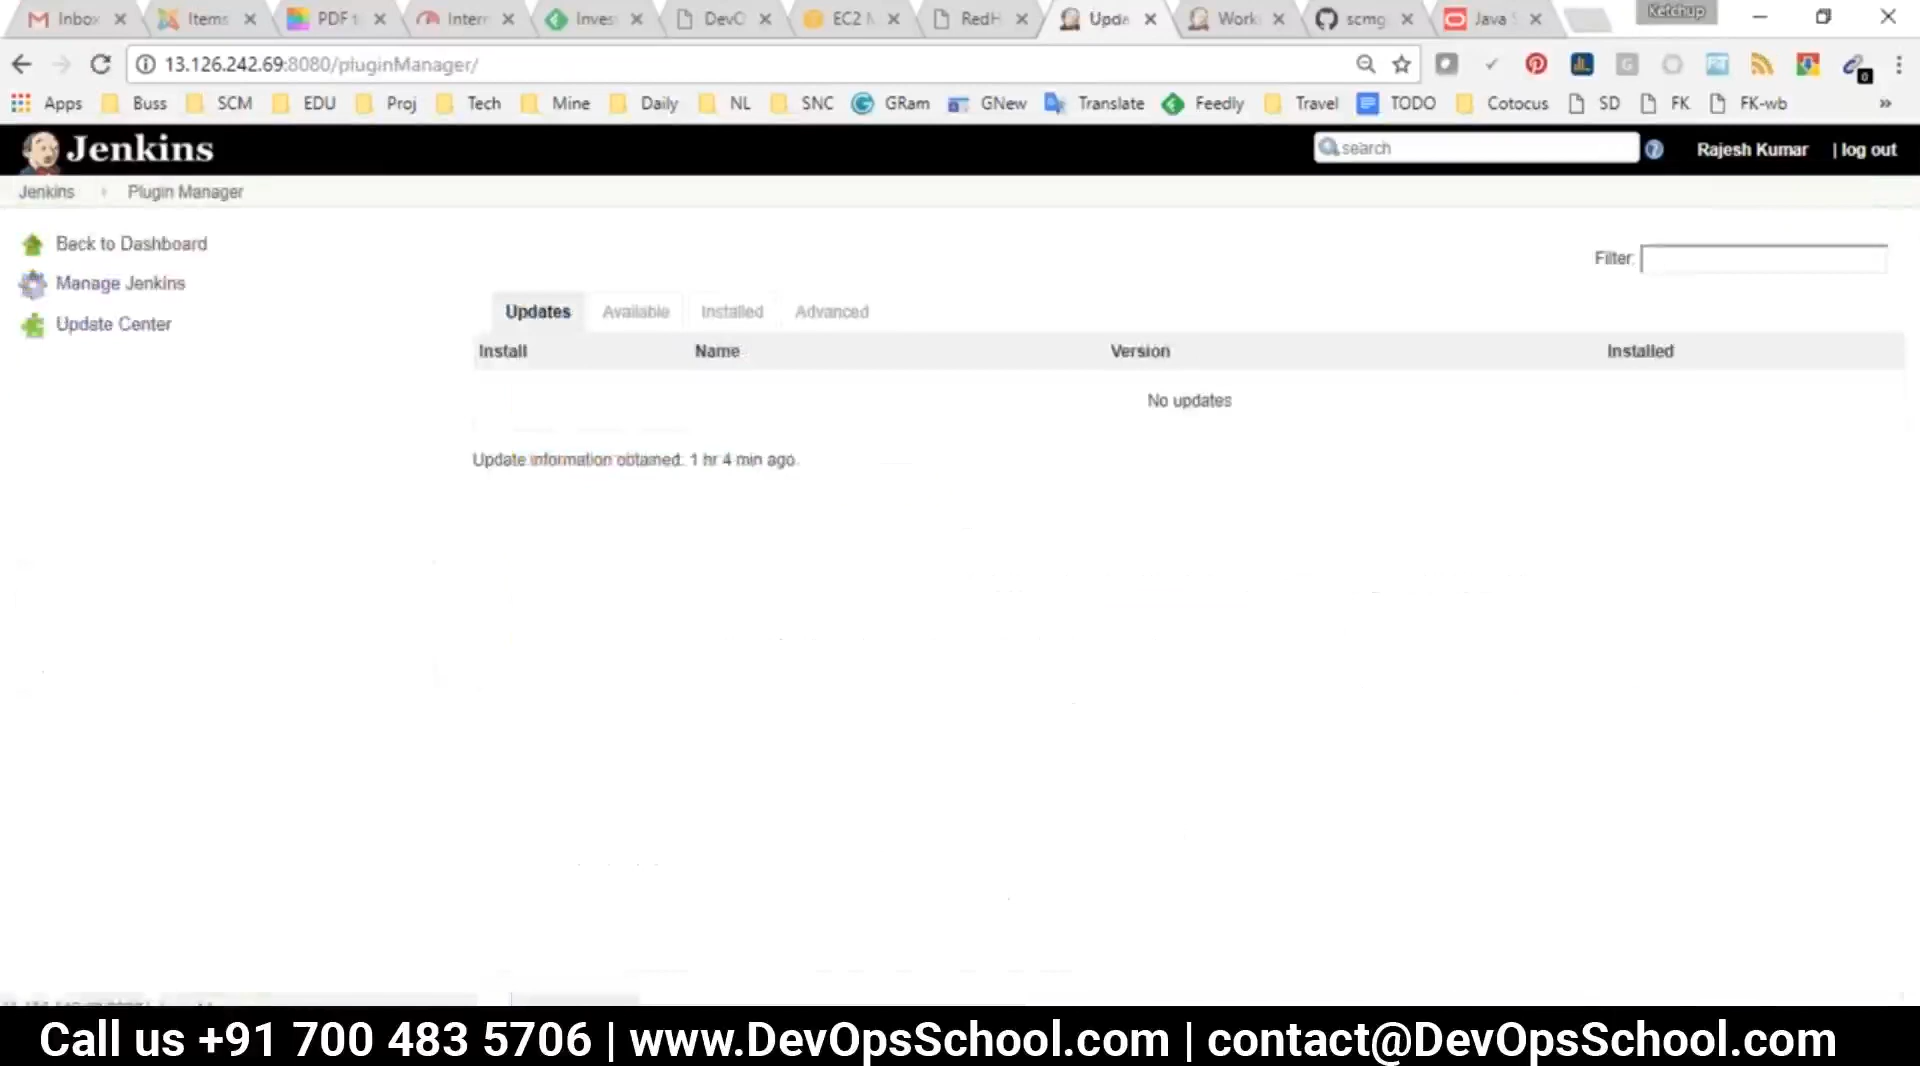 Inbox Items PDF t Intern Inves DevO EC2 M RedH Upda Work scmg Java S Ketchup
13.126.242.69:8080/pluginManager/
Apps Buss SCM EDU Proj Tech Mine Daily NL SNC GRam GNew Translate Feedly Travel TODO Cotocus SD FK FK-wb »
Jenkins search Rajesh Kumar | log out
Jenkins Plugin Manager
Back to Dashboard
Manage Jenkins
Update Center
Filter:
Updates Available Installed Advanced
Install Name Version Installed
No updates
Update information obtained: 1 hr 4 min ago
Call us +91 700 483 5706 | www.DevOpsSchool.com | contact@DevOpsSchool.com